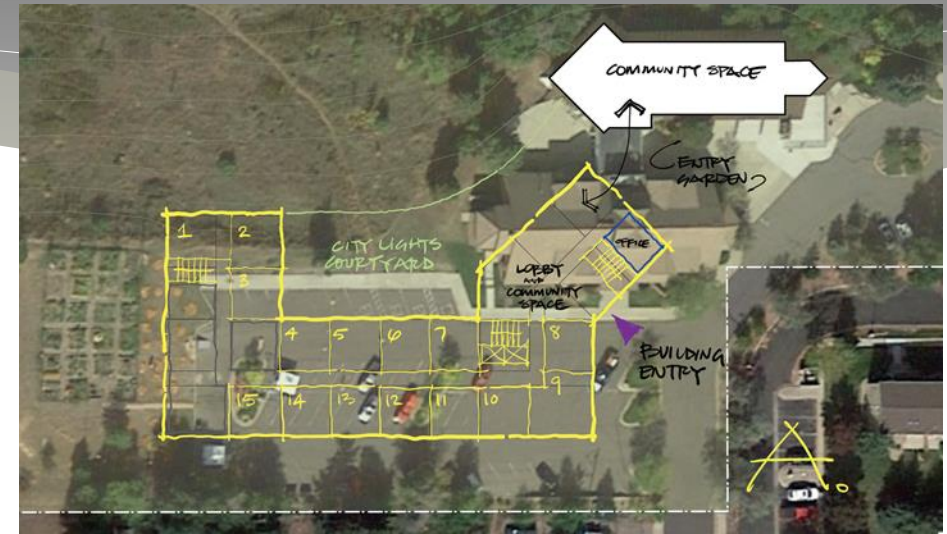 COMMUNITY SPACE
ENTRY
GARDEN
1
2
OFFICE
CITY LIGHTS
COURTYARD
3
LOBBY
AND
COMMUNITY
SPACE
4
5
6
7
8
BUILDING
ENTRY
9
15
14
13
12
11
10
A.